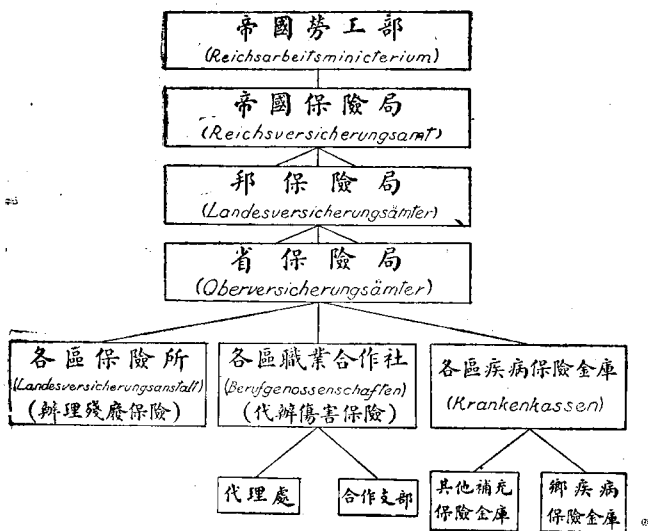 帝國勞工部
(Reichsarbeitsminicterium)
帝國保險局
(Reichsversicherungsamt)
邦保險局
(Landesversicherungsämter)
省保險局
(Oberversicherungsämter)
各區保險所
(Landesversicherungsanstalt)
(辦理殘廢保險)
各區職業合作社
(Berufgenossenschaften)
(代辦傷害保險)
各區疾病保險金庫
(Krankenkassen)
代理處
合作支部
其他補充
保險金庫
鄉疾病
保險金庫